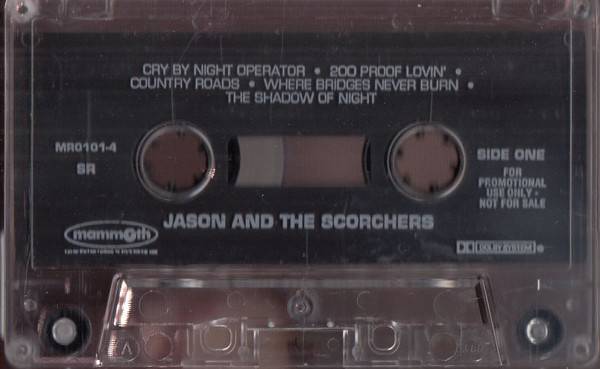 CRY BY NIGHT OPERATOR • 200 PROOF LOVIN' •
COUNTRY ROADS • WHERE BRIDGES NEVER BURN •
THE SHADOW OF NIGHT
MR0101-4
SR
SIDE ONE
FOR
PROMOTIONAL
USE ONLY -
NOT FOR SALE
JASON AND THE SCORCHERS
mammoth
DOLBY SYSTEM
A